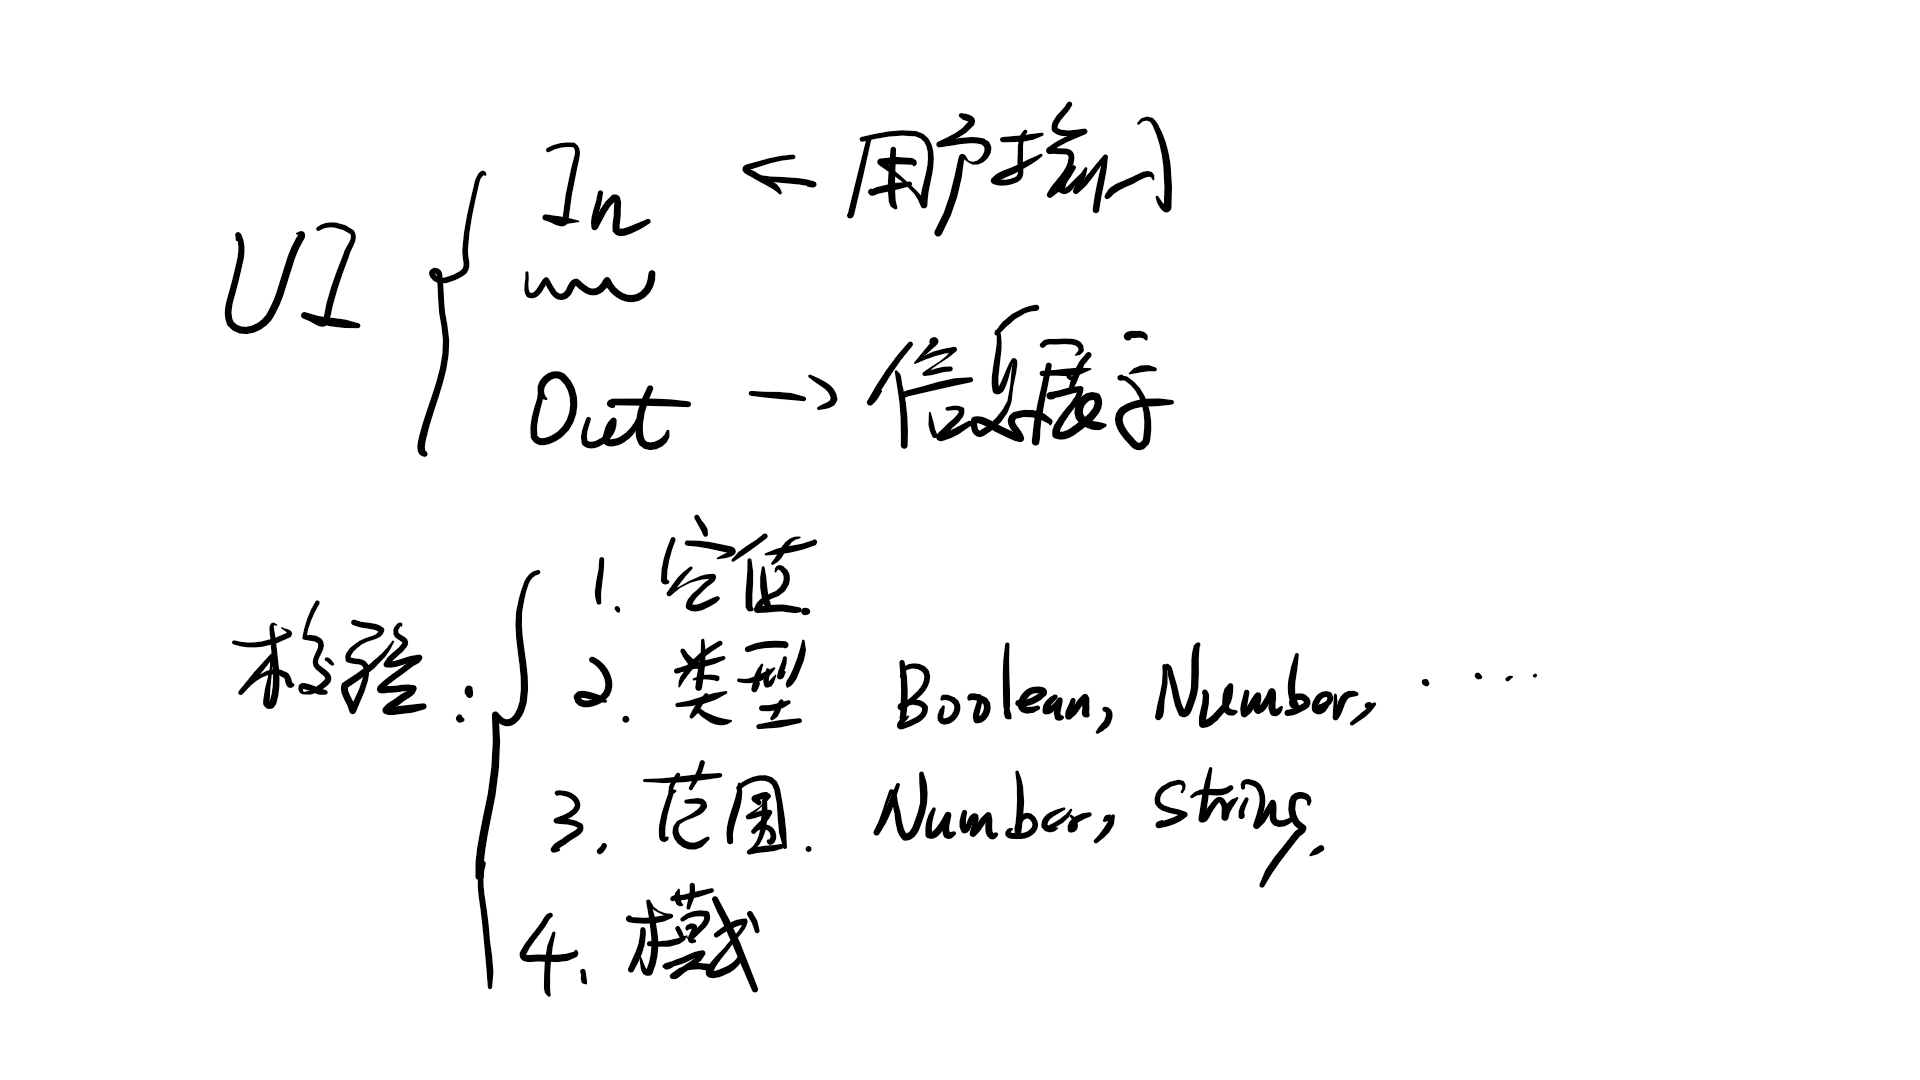 UI
In ← 用户输入
Out → 信息展示
校验:
1. 空值
2. 类型 Boolean, Number, ......
3. 范围. Number, String.
4. 模式